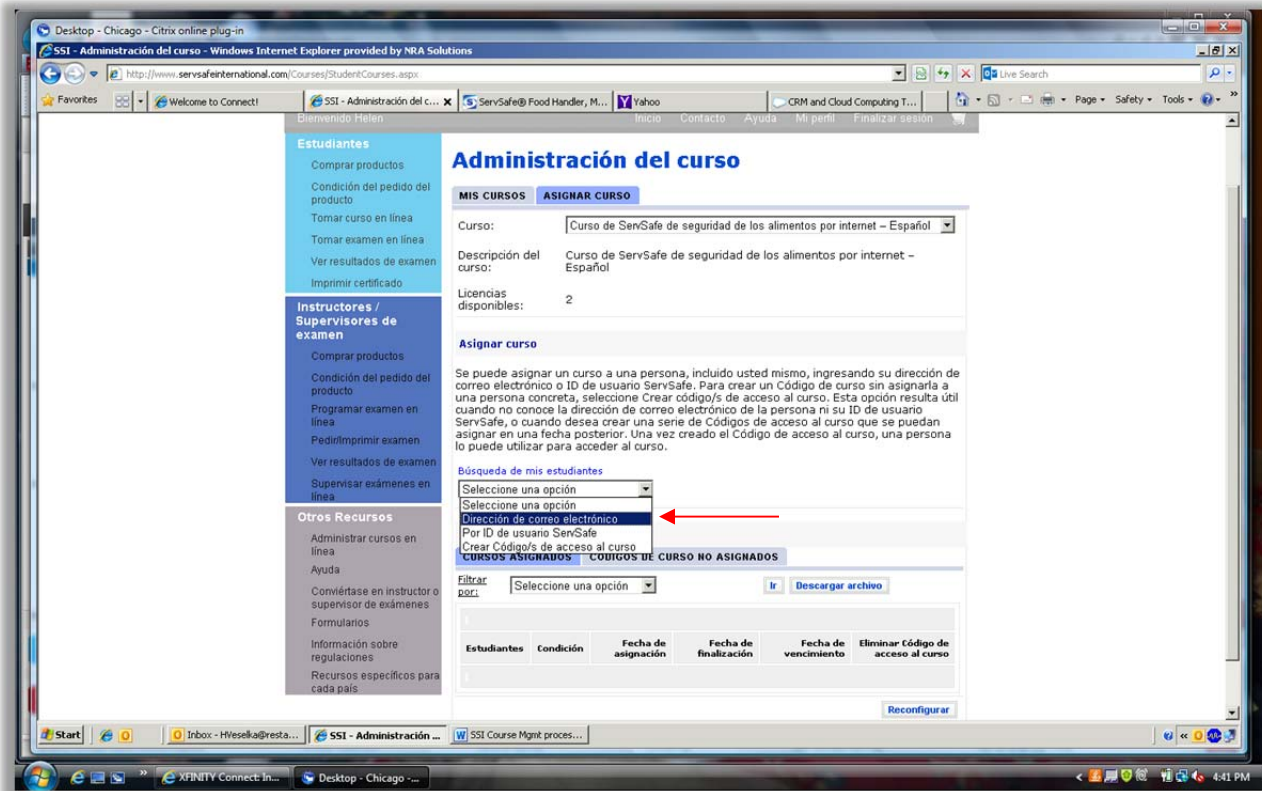 Desktop - Chicago - Citrix online plug-in
SSI - Administración del curso - Windows Internet Explorer provided by NRA Solutions
http://www.servsafeinternational.com/Courses/StudentCourses.aspx
Live Search
Favorites
Welcome to Connect!
SSI - Administración del c...
ServSafe® Food Handler, M...
Yahoo
CRM and Cloud Computing T...
Page
Safety
Tools
Bienvenido Helen
Inicio Contacto Ayuda Mi perfil Finalizar sesión
Estudiantes
Comprar productos
Condición del pedido del
producto
Tomar curso en línea
Tomar examen en línea
Ver resultados de examen
Imprimir certificado
Instructores /
Supervisores de
examen
Comprar productos
Condición del pedido del
producto
Programar examen en
línea
Pedir/Imprimir examen
Ver resultados de examen
Supervisar exámenes en
línea
Otros Recursos
Administrar cursos en
línea
Ayuda
Conviértase en instructor o
supervisor de exámenes
Formularios
Información sobre
regulaciones
Recursos específicos para
cada país
Administración del curso
MIS CURSOS ASIGNAR CURSO
Curso: Curso de ServSafe de seguridad de los alimentos por internet – Español
Descripción del
curso:
Curso de ServSafe de seguridad de los alimentos por internet –
Español
Licencias
disponibles:
2
Asignar curso
Se puede asignar un curso a una persona, incluido usted mismo, ingresando su dirección de
correo electrónico o ID de usuario ServSafe. Para crear un Código de curso sin asignarla a
una persona concreta, seleccione Crear código/s de acceso al curso. Esta opción resulta útil
cuando no conoce la dirección de correo electrónico de la persona ni su ID de usuario
ServSafe, o cuando desea crear una serie de Códigos de acceso al curso que se puedan
asignar en una fecha posterior. Una vez creado el Código de acceso al curso, una persona
lo puede utilizar para acceder al curso.
Búsqueda de mis estudiantes
Seleccione una opción
Seleccione una opción
Dirección de correo electrónico
Por ID de usuario ServSafe
Crear Código/s de acceso al curso
CURSOS ASIGNADOS CÓDIGOS DE CURSO NO ASIGNADOS
Filtrar
por:
Seleccione una opción
Ir
Descargar archivo
Estudiantes
Condición
Fecha de
asignación
Fecha de
finalización
Fecha de
vencimiento
Eliminar Código de
acceso al curso
Reconfigurar
Start
Inbox - HVeselka@resta...
SSI - Administración ...
SSI Course Mgmt proces...
XFINITY Connect: In...
Desktop - Chicago -...
4:41 PM